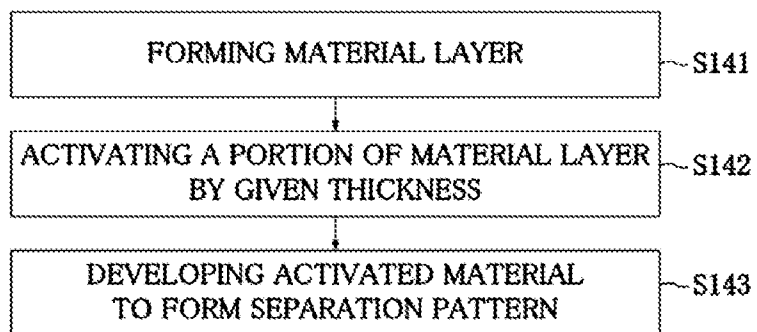 FORMING MATERIAL LAYER
S141
ACTIVATING A PORTION OF MATERIAL LAYER
BY GIVEN THICKNESS
S142
DEVELOPING ACTIVATED MATERIAL
TO FORM SEPARATION PATTERN
S143